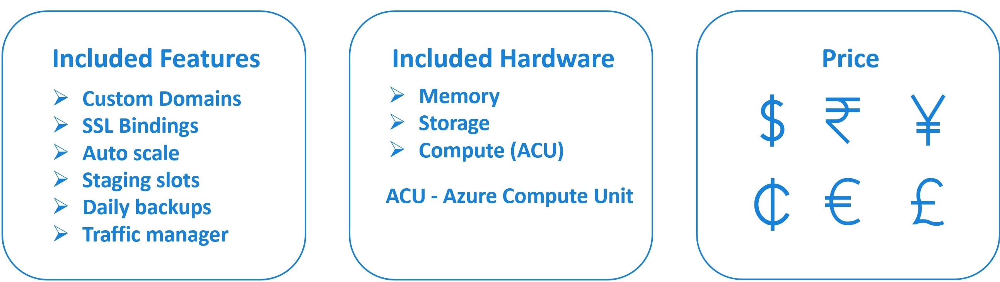 Included Features
Custom Domains
SSL Bindings
Auto scale
Staging slots
Daily backups
Traffic manager
Included Hardware
Memory
Storage
Compute (ACU)
ACU - Azure Compute Unit
Price
$ ₹ ¥
₵ € £